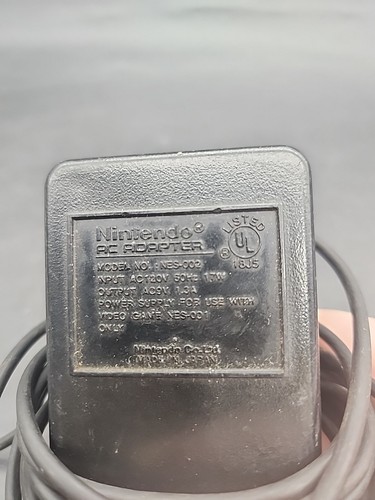 Nintendo®
AC ADAPTER
MODEL NO. NES-002
INPUT AC120V 60Hz 17W
OUTPUT AC9V 1.3A
POWER SUPPLY FOR USE WITH
VIDEO GAME NES-001
ONLY
Nintendo Co., Ltd.
MADE IN JAPAN
LISTED
UL
®